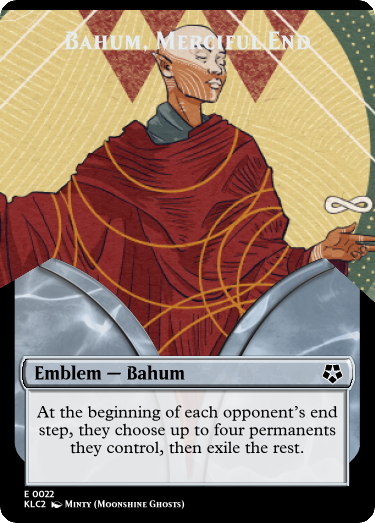 Bahum, Merciful End
Emblem — Bahum
At the beginning of each opponent's end
step, they choose up to four permanents
they control, then exile the rest.
E 0022
KLC2 Minty (Moonshine Ghosts)